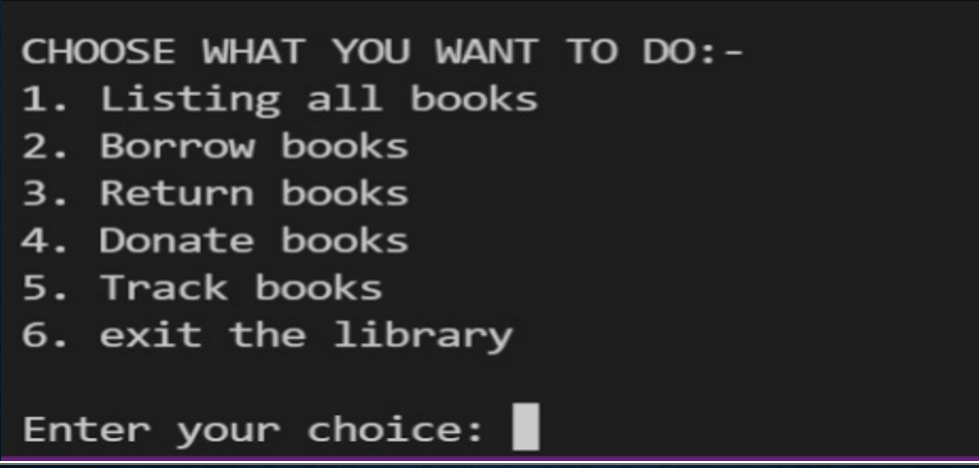 CHOOSE WHAT YOU WANT TO DO:-
1. Listing all books
2. Borrow books
3. Return books
4. Donate books
5. Track books
6. exit the library
Enter your choice: